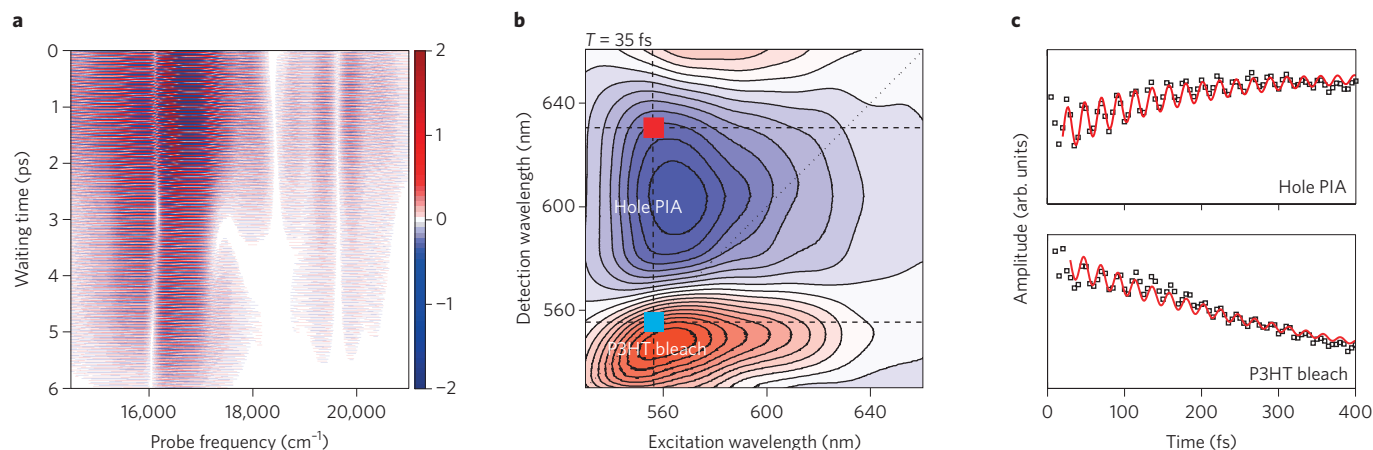 a
0
1
2
3
4
5
6
Waiting time (ps)
16,000
18,000
20,000
Probe frequency (cm⁻¹)
2
1
0
−1
−2
b
T = 35 fs
640
600
560
Detection wavelength (nm)
Hole PIA
P3HT bleach
560
600
640
Excitation wavelength (nm)
c
Amplitude (arb. units)
Hole PIA
P3HT bleach
0
100
200
300
400
Time (fs)